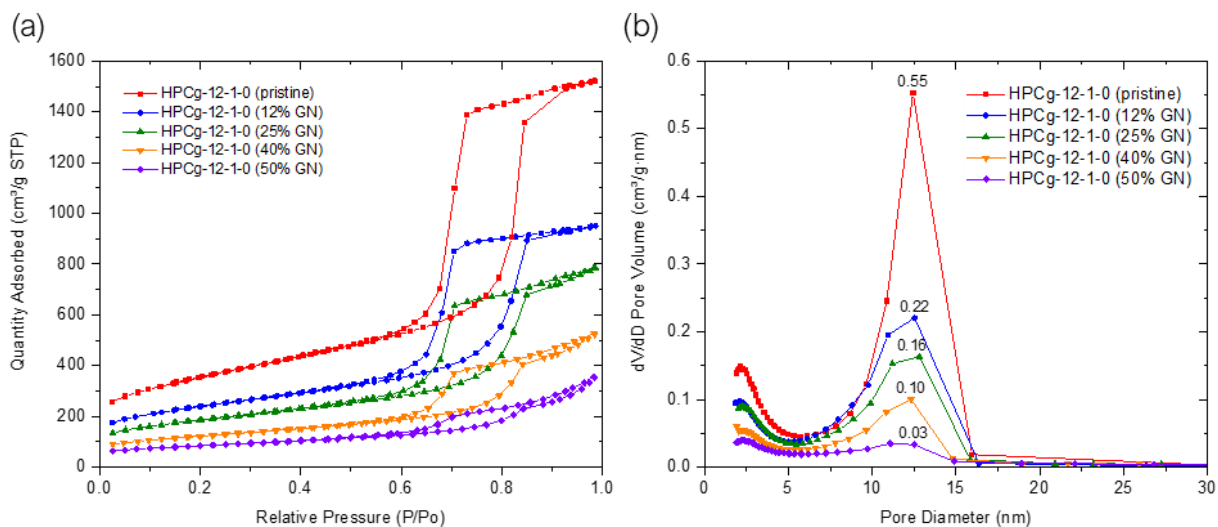 (a)
1600
1400
1200
1000
800
600
400
200
0
0.0 0.2 0.4 0.6 0.8 1.0
Quantity Adsorbed (cm³/g STP)
Relative Pressure (P/Po)
HPCg-12-1-0 (pristine)
HPCg-12-1-0 (12% GN)
HPCg-12-1-0 (25% GN)
HPCg-12-1-0 (40% GN)
HPCg-12-1-0 (50% GN)
(b)
0.6
0.5
0.4
0.3
0.2
0.1
0.0
0 5 10 15 20 25 30
dV/dD Pore Volume (cm³/g·nm)
Pore Diameter (nm)
0.55
0.22
0.16
0.10
0.03
HPCg-12-1-0 (pristine)
HPCg-12-1-0 (12% GN)
HPCg-12-1-0 (25% GN)
HPCg-12-1-0 (40% GN)
HPCg-12-1-0 (50% GN)